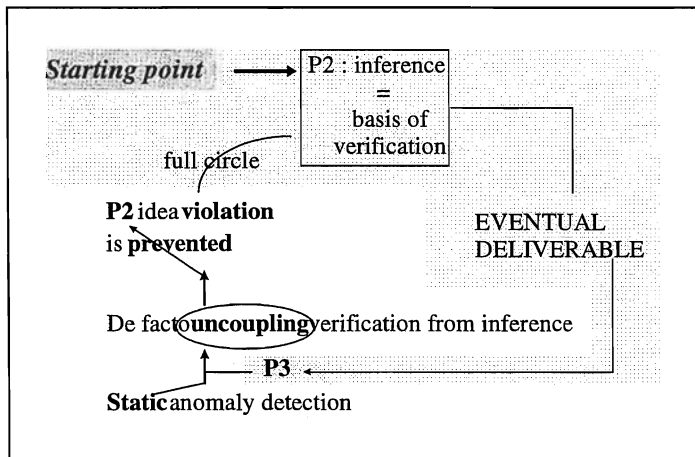 Starting point
P2 : inference
=
basis of
verification
full circle
P2 idea violation
is prevented
EVENTUAL
DELIVERABLE
De facto uncoupling verification from inference
P3
Static anomaly detection